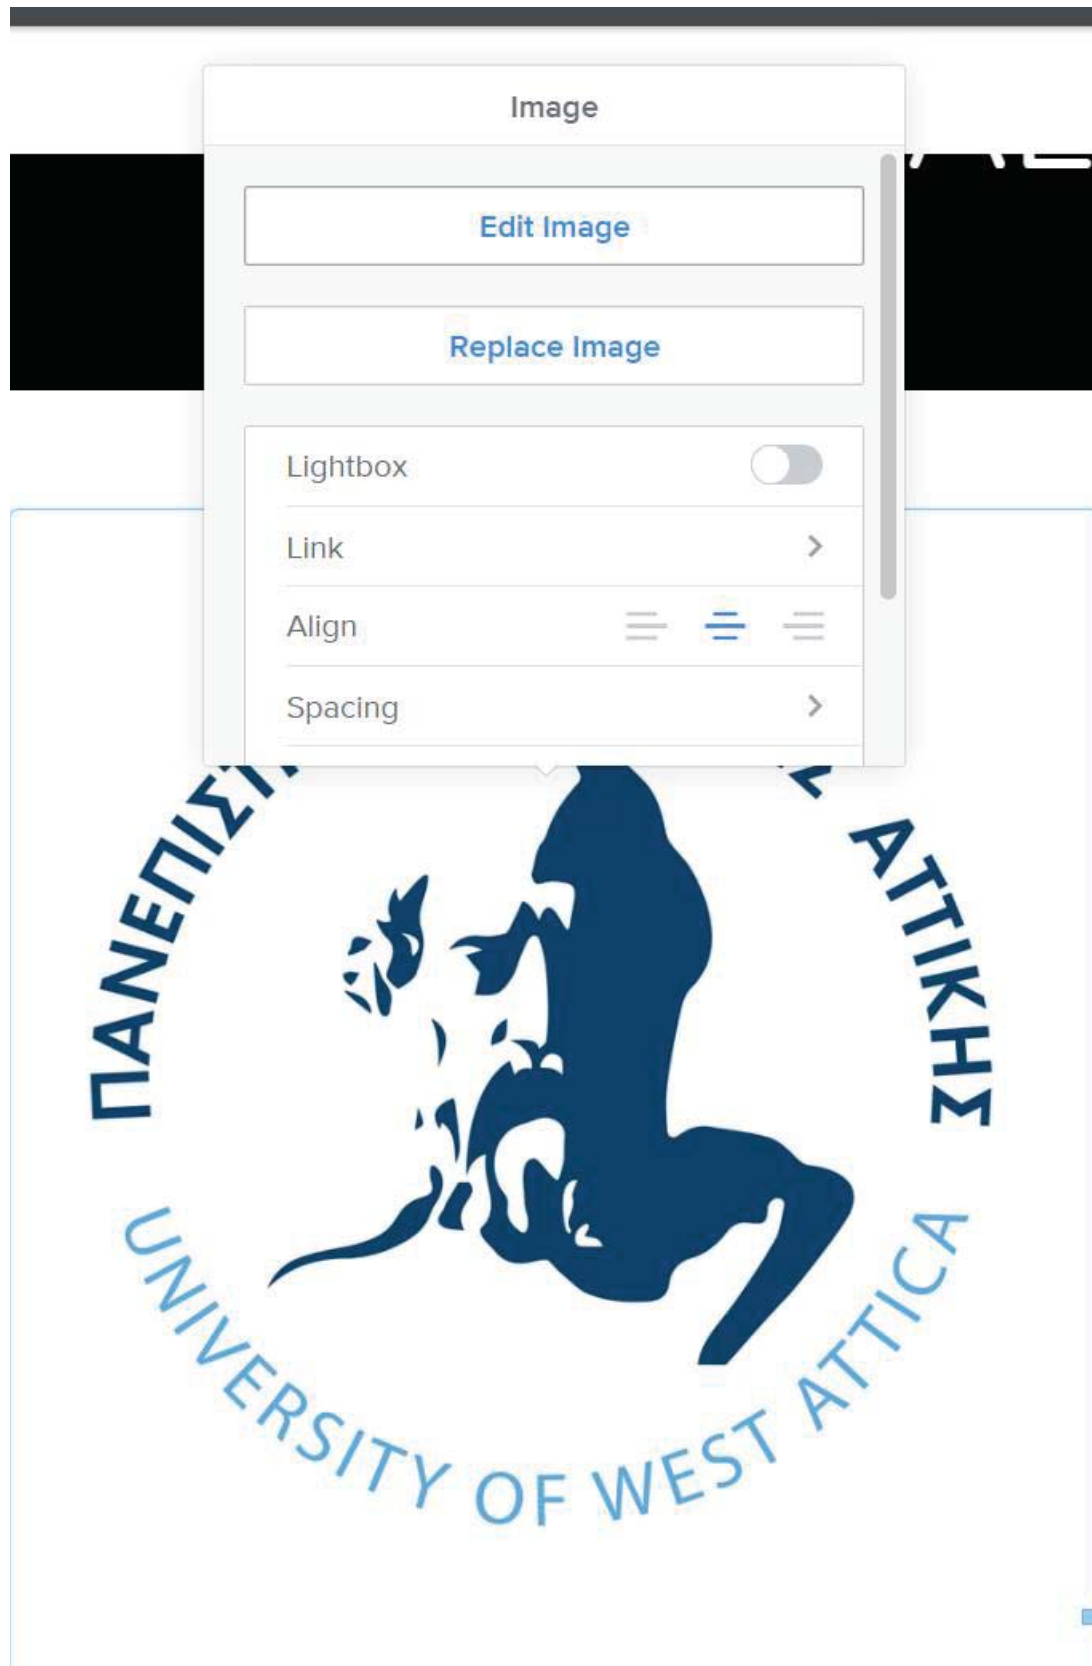 Image
Edit Image
Replace Image
Lightbox
Link
Align
Spacing
ΑΤΤΙΚΗΣ
UNIVERSITY OF WEST ATTICA